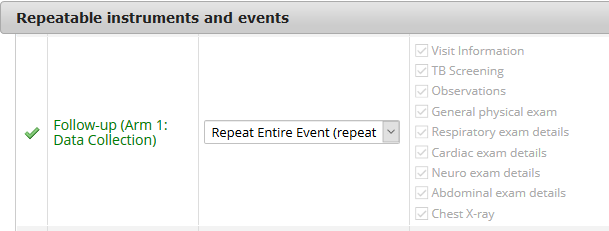 Repeatable instruments and events
Follow-up (Arm 1:
Data Collection)
Repeat Entire Event (repeat
Visit Information
TB Screening
Observations
General physical exam
Respiratory exam details
Cardiac exam details
Neuro exam details
Abdominal exam details
Chest X-ray